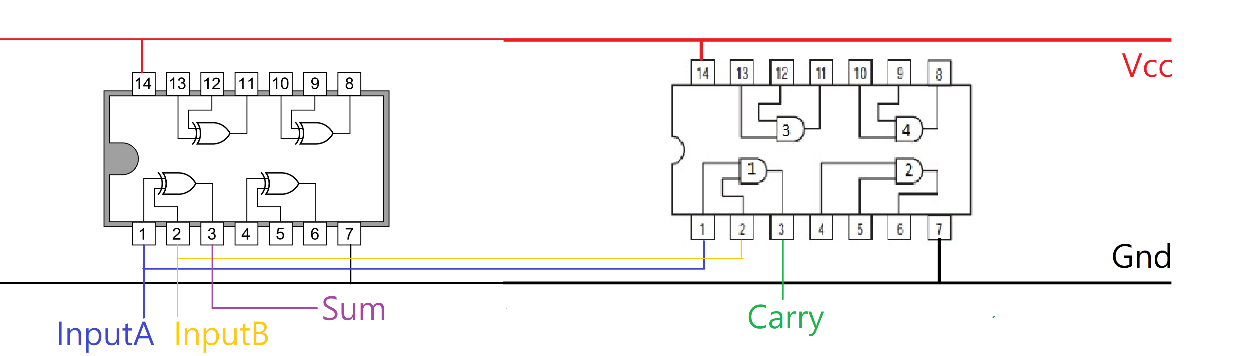 14 13 12 11 10 9 8
14 13 12 11 10 9 8
Vcc
3 4
1 2
1 2 3 4 5 6 7
1 2 3 4 5 6 7
Gnd
Sum
Carry
InputA InputB